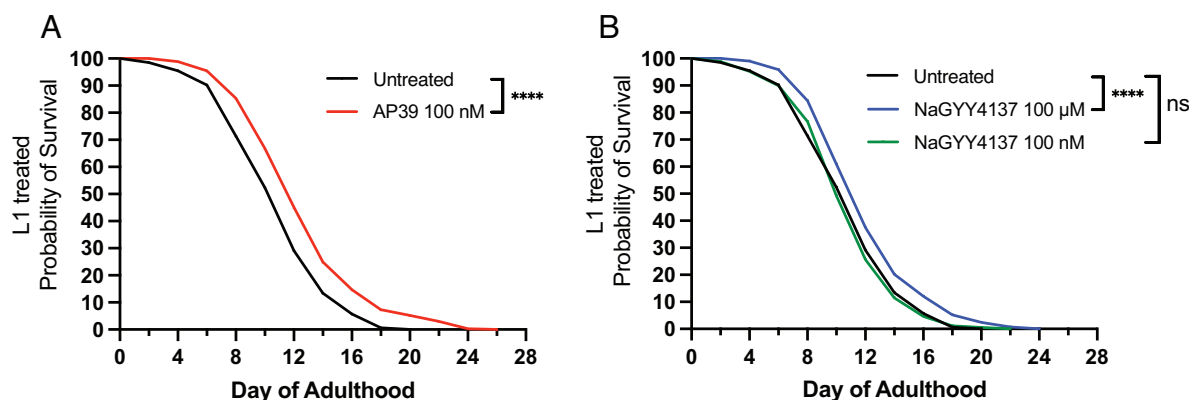 A
L1 treated
Probability of Survival
100
90
80
70
60
50
40
30
20
10
0
0 4 8 12 16 20 24 28
Day of Adulthood
Untreated
AP39 100 nM
****
B
L1 treated
Probability of Survival
100
90
80
70
60
50
40
30
20
10
0
0 4 8 12 16 20 24 28
Day of Adulthood
Untreated
NaGYY4137 100 µM
NaGYY4137 100 nM
****
ns